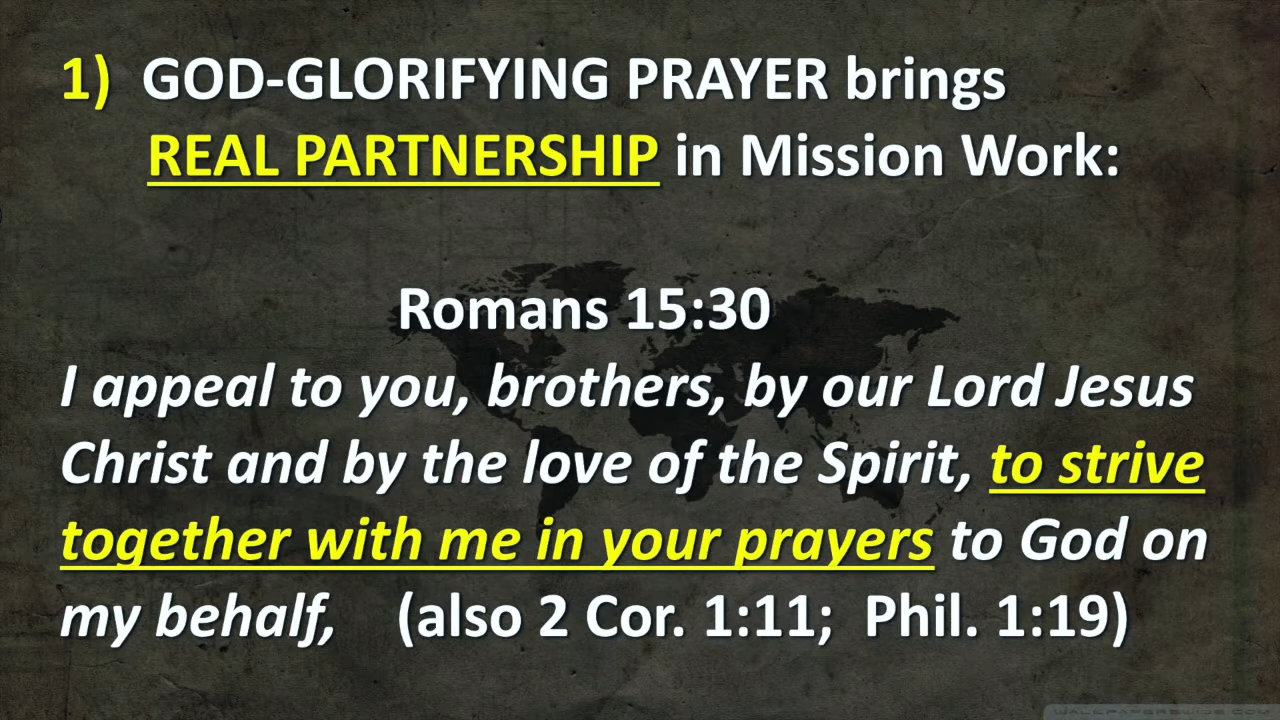 1) GOD-GLORIFYING PRAYER brings
REAL PARTNERSHIP in Mission Work:
Romans 15:30
I appeal to you, brothers, by our Lord Jesus
Christ and by the love of the Spirit, to strive
together with me in your prayers to God on
my behalf, (also 2 Cor. 1:11; Phil. 1:19)